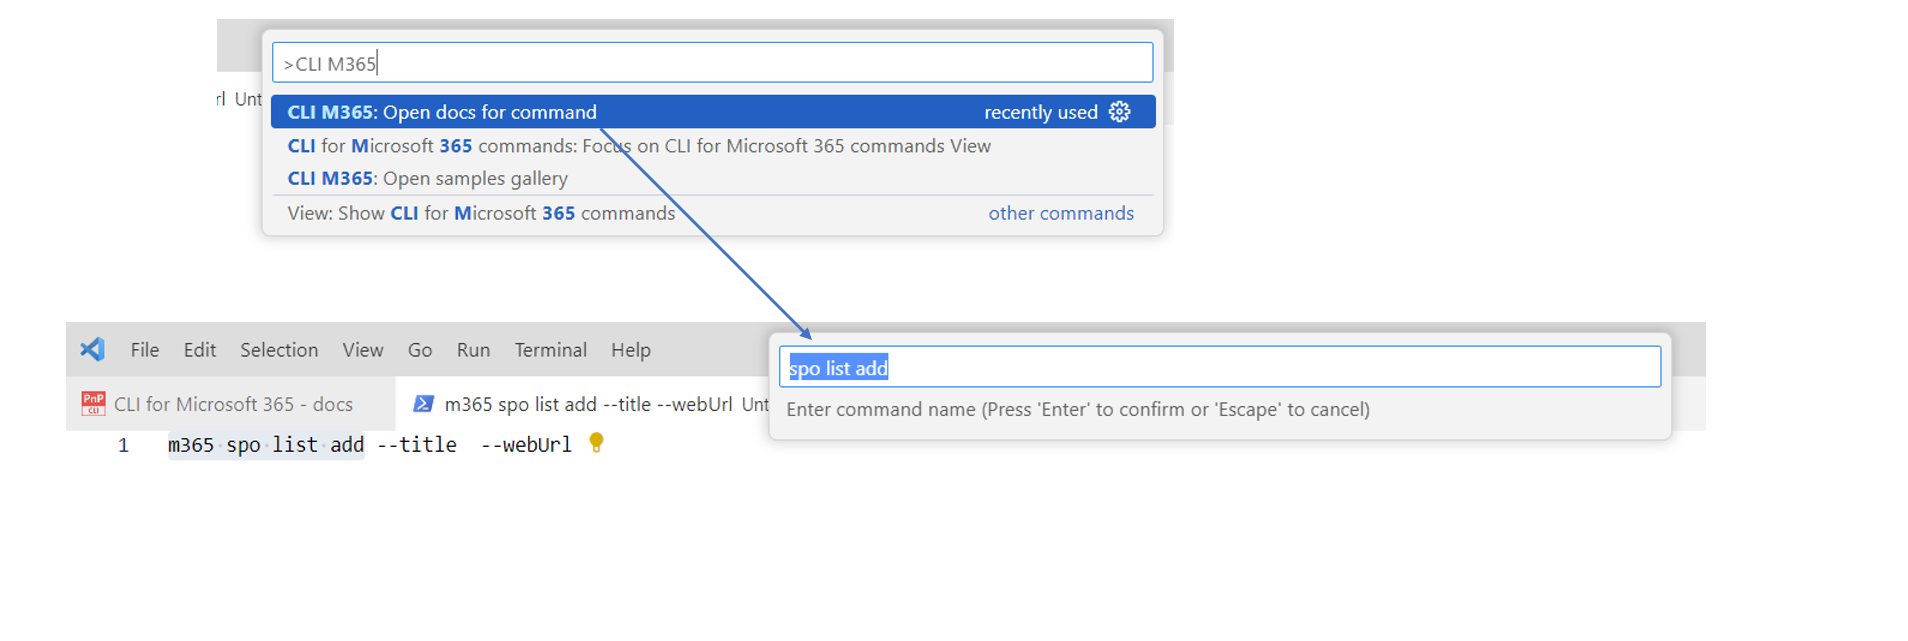 >CLI M365
rl Unt
CLI M365: Open docs for command recently used
CLI for Microsoft 365 commands: Focus on CLI for Microsoft 365 commands View
CLI M365: Open samples gallery
View: Show CLI for Microsoft 365 commands other commands
File Edit Selection View Go Run Terminal Help
spo list add
PnP CLI CLI for Microsoft 365 - docs m365 spo list add --title --webUrl Unt
Enter command name (Press 'Enter' to confirm or 'Escape' to cancel)
1 m365 spo list add --title --webUrl